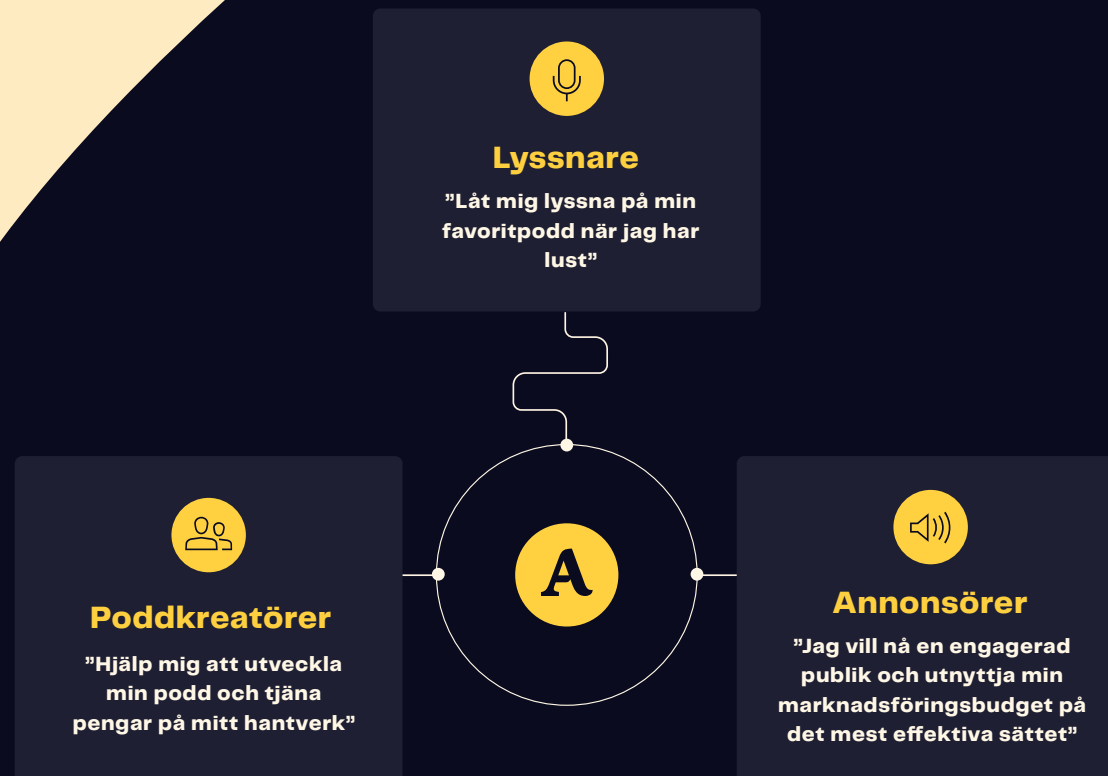 Lyssnare
”Låt mig lyssna på min
favoritpodd när jag har
lust”
A
Poddkreatörer
”Hjälp mig att utveckla
min podd och tjäna
pengar på mitt hantverk”
Annonsörer
”Jag vill nå en engagerad
publik och utnyttja min
marknadsföringsbudget på
det mest effektiva sättet”